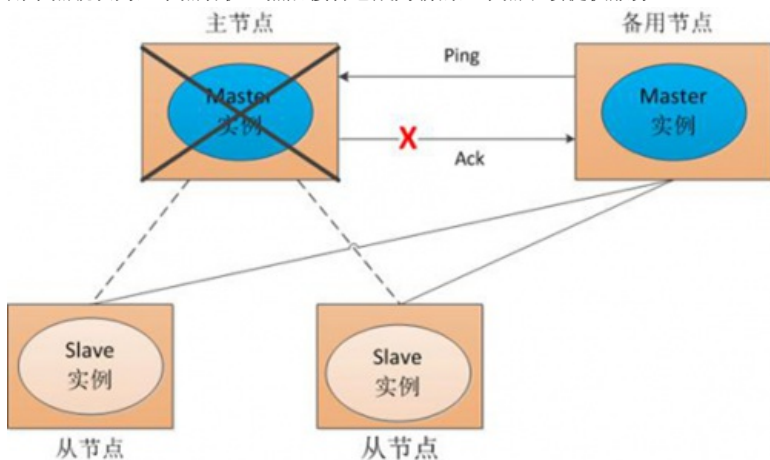 主节点
备用节点
Master
实例
Ping
X
Ack
Master
实例
Slave
实例
Slave
实例
从节点
从节点